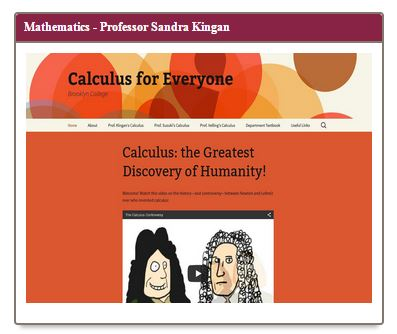 Mathematics - Professor Sandra Kingan
Calculus for Everyone
Brooklyn College
Home About Prof. Kingan's Calculus Prof. Suzuki's Calculus Prof. Velling's Calculus Department Textbook Useful Links
Calculus: the Greatest
Discovery of Humanity!
Welcome! Watch this video on the history—and controversy—between Newton and Leibniz
over who invented calculus!
The Calculus Controversy